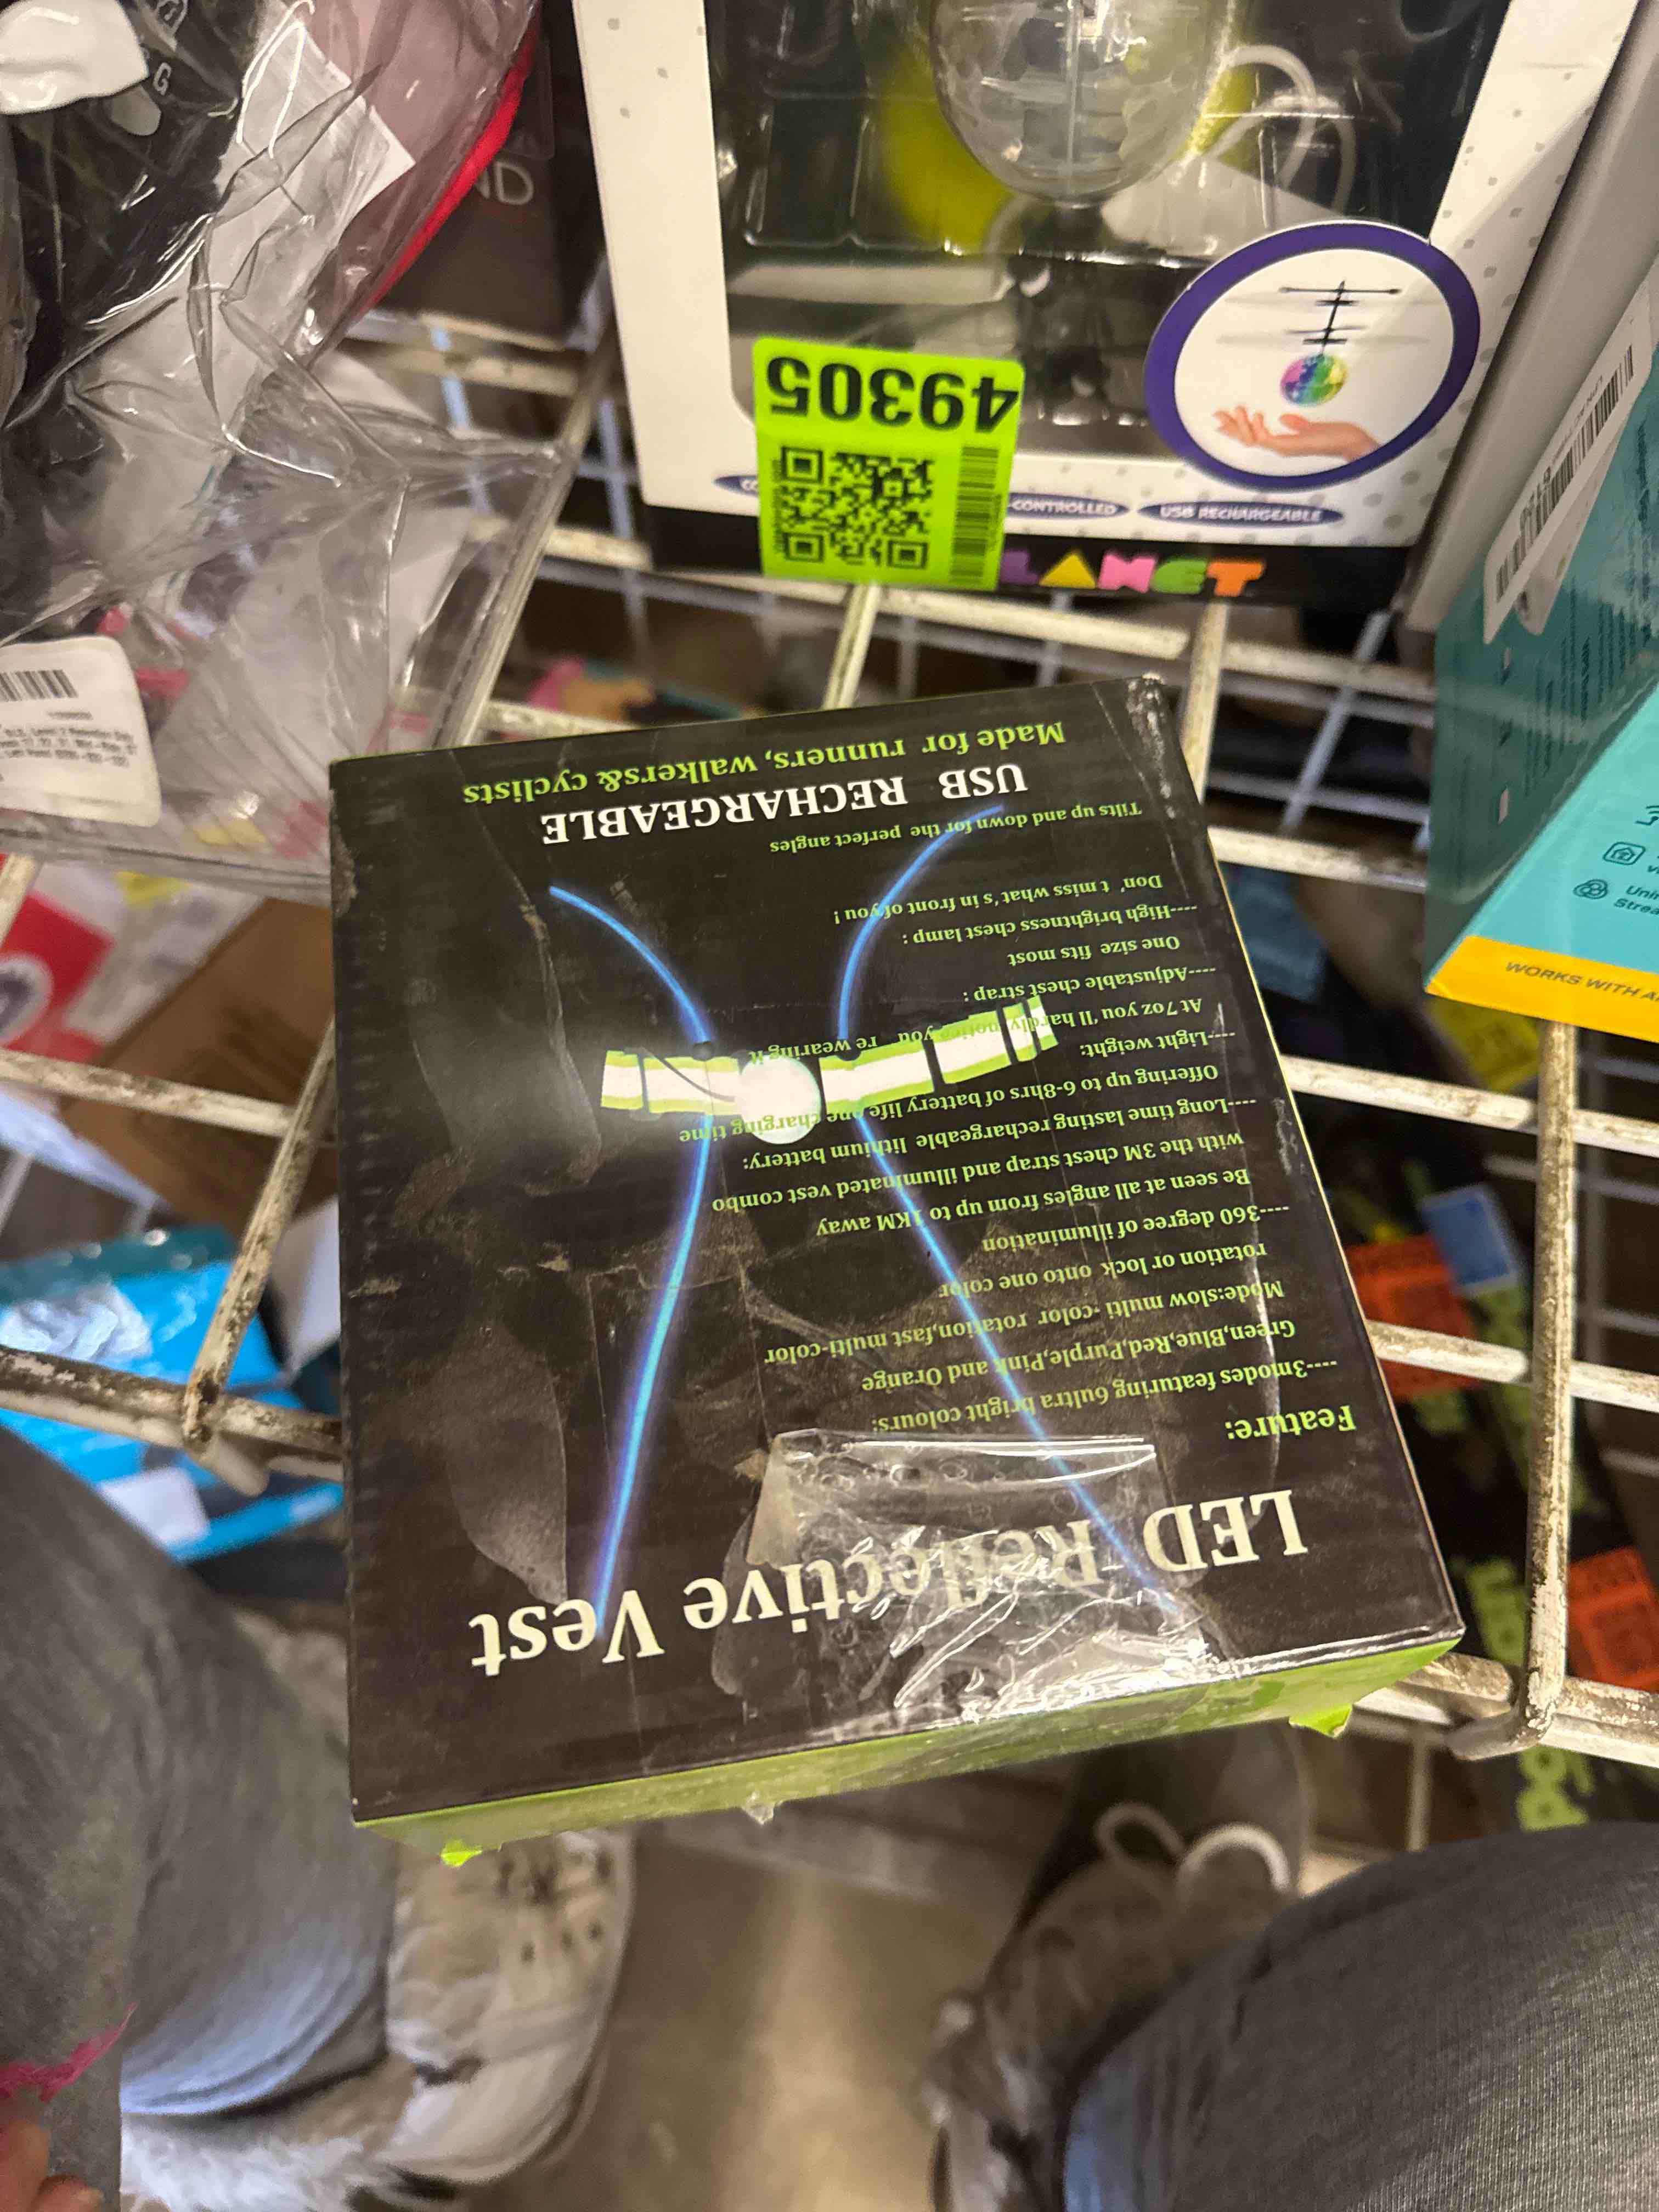 LED Reflective Vest
Feature:
----3modes featuring 6ultra bright colours:
Green,Blue,Red,Purple,Pink and Orange
Mode:slow multi-color rotation,fast multi-color
rotation or lock onto one color
----360 degree of illumination
Be seen at all angles from up to 1KM away
with the 3M chest strap and illuminated vest combo
----Long time lasting rechargeable lithium battery:
Offering up to 6-8hrs of battery life one charging time
----Light weight:
At 7oz you'll hardly notice you're wearing it
----Adjustable chest strap:
One size fits most
----High brightness chest lamp:
Don't miss what's in front of you!
Tilts up and down for the perfect angles
USB RECHARGEABLE
Made for runners, walkers& cyclists
49305
CONTROLLED
USB RECHARGEABLE
LANET
ND
G
WORKS WITH